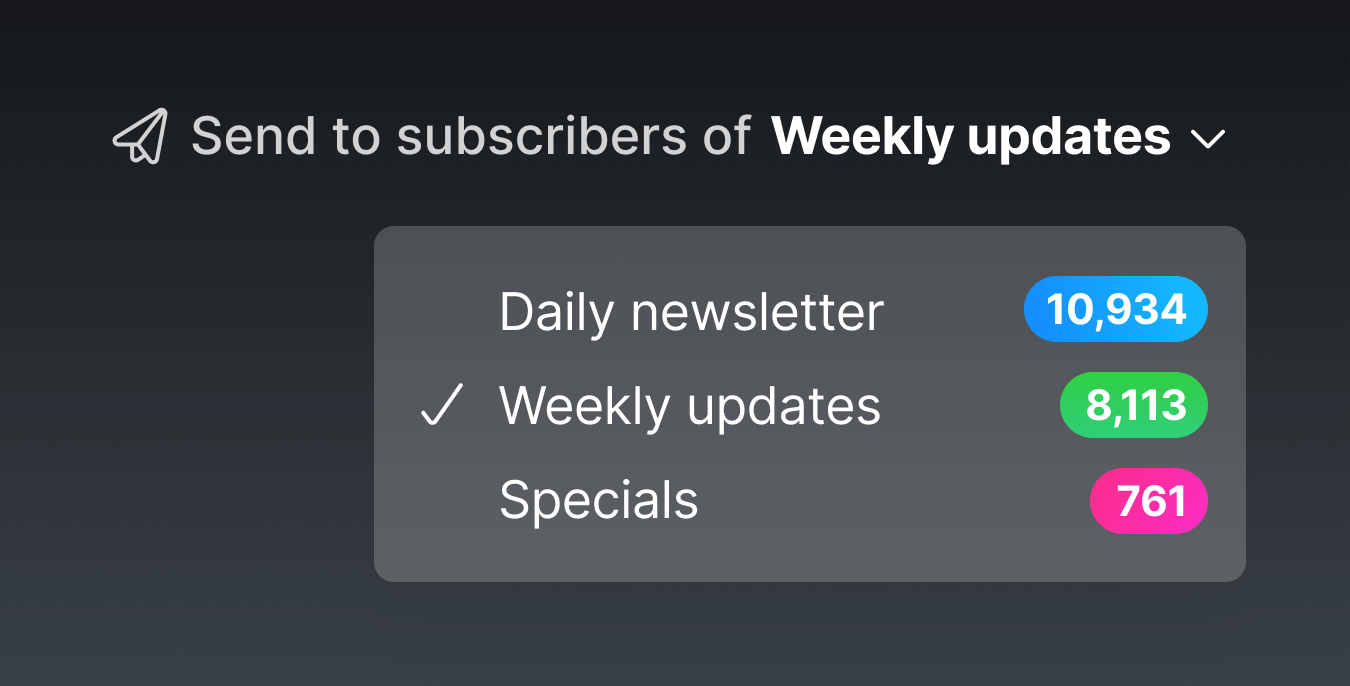 Send to subscribers of Weekly updates
Daily newsletter 10,934
Weekly updates 8,113
Specials 761